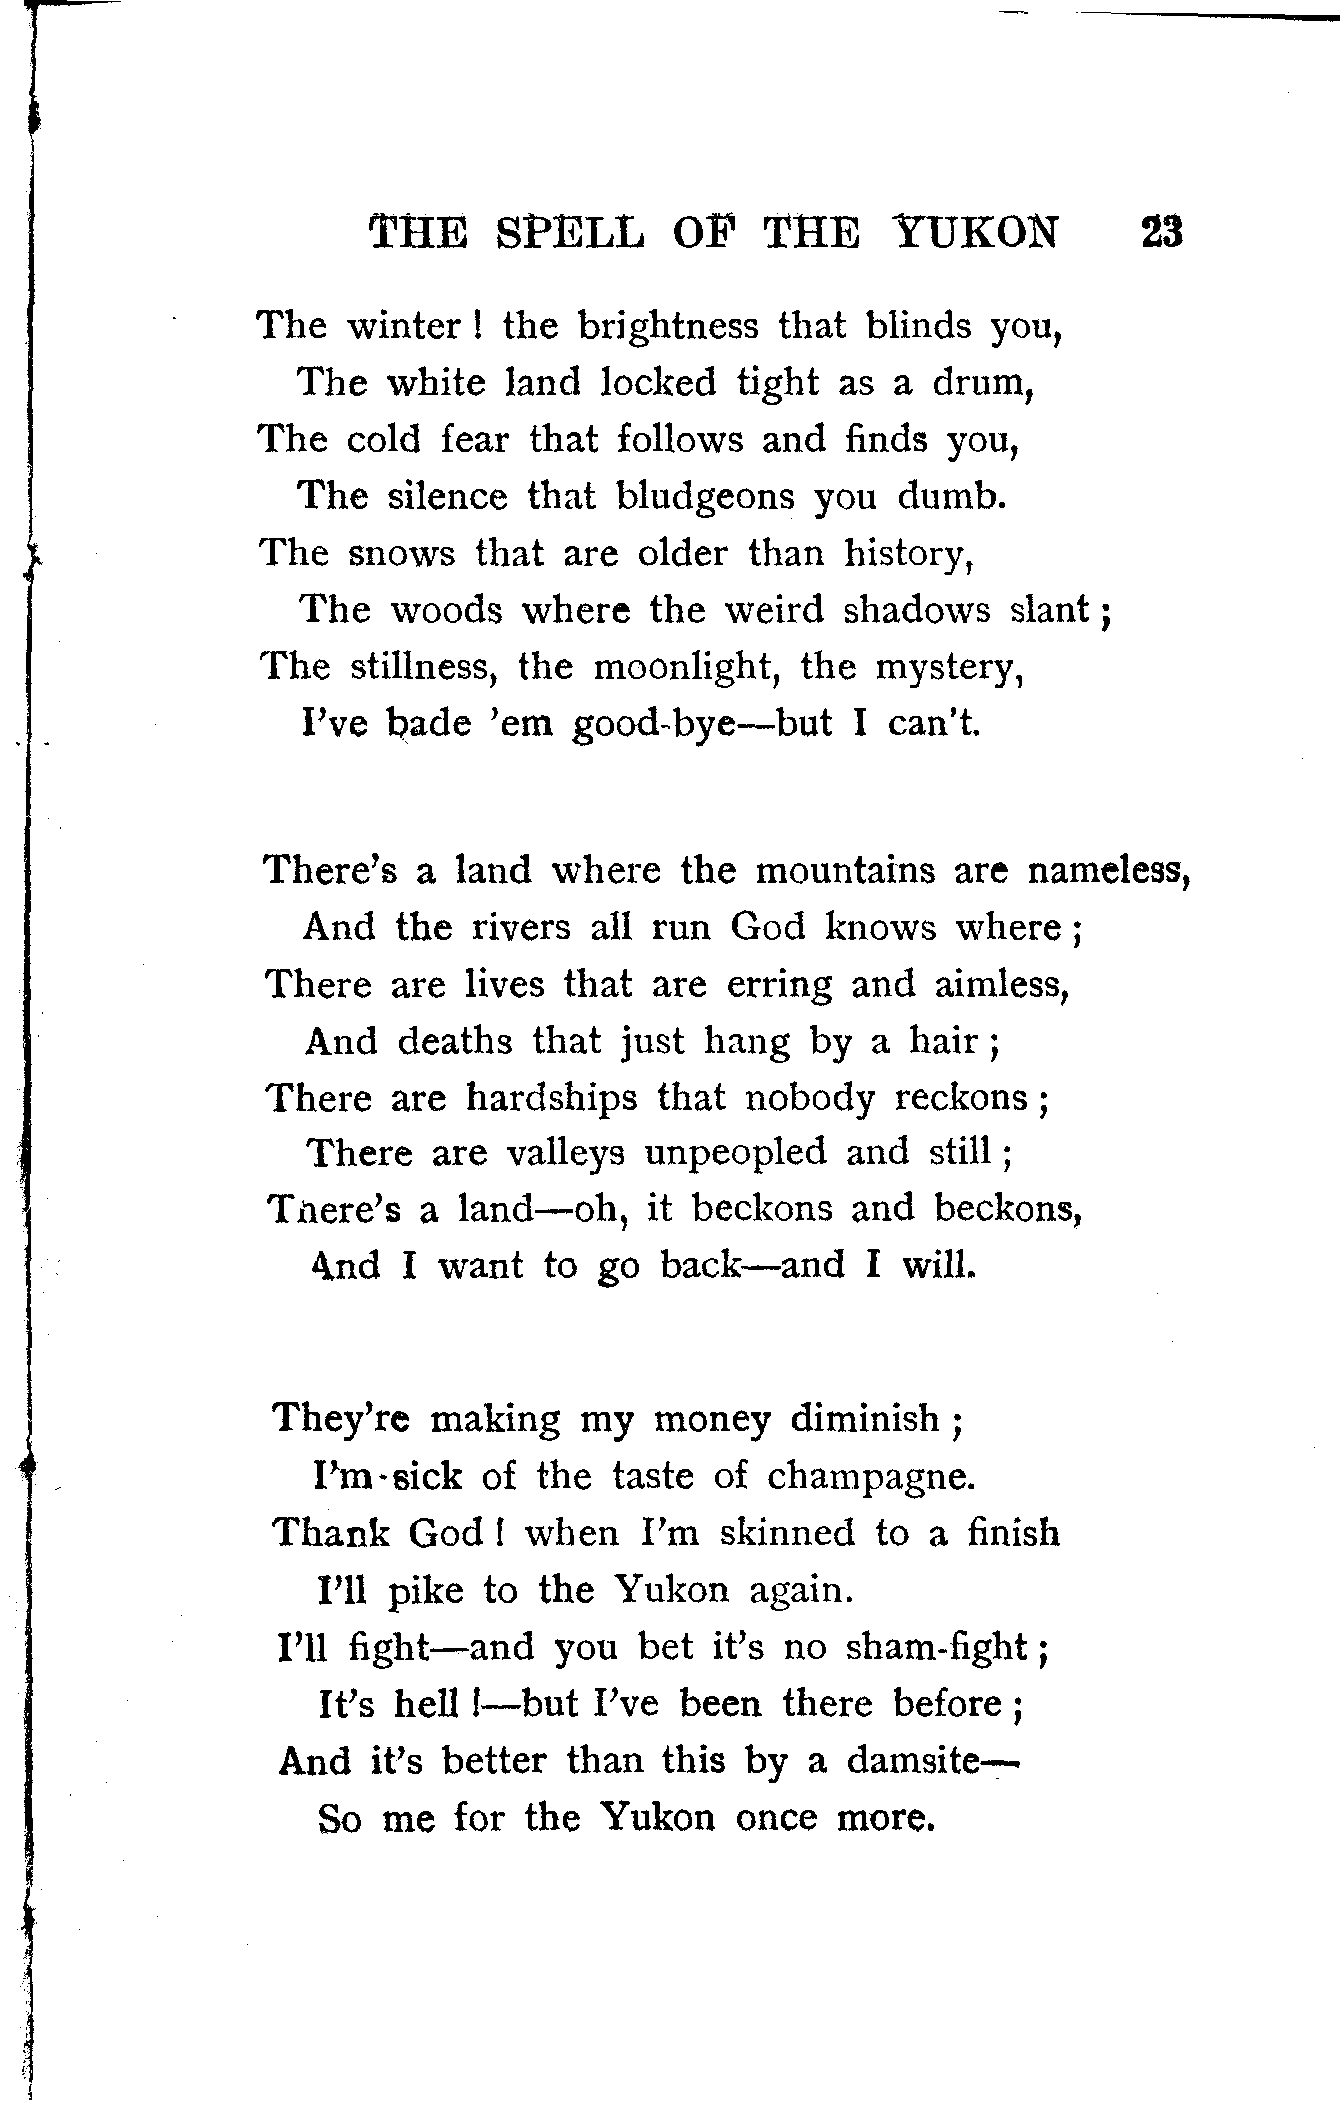 THE SPELL OF THE YUKON 23
The winter! the brightness that blinds you,
The white land locked tight as a drum,
The cold fear that follows and finds you,
The silence that bludgeons you dumb.
The snows that are older than history,
The woods where the weird shadows slant;
The stillness, the moonlight, the mystery,
I've bade 'em good-bye—but I can't.
There's a land where the mountains are nameless,
And the rivers all run God knows where;
There are lives that are erring and aimless,
And deaths that just hang by a hair;
There are hardships that nobody reckons;
There are valleys unpeopled and still;
There's a land—oh, it beckons and beckons,
And I want to go back—and I will.
They're making my money diminish;
I'm sick of the taste of champagne.
Thank God! when I'm skinned to a finish
I'll pike to the Yukon again.
I'll fight—and you bet it's no sham-fight;
It's hell!—but I've been there before;
And it's better than this by a damsite—
So me for the Yukon once more.